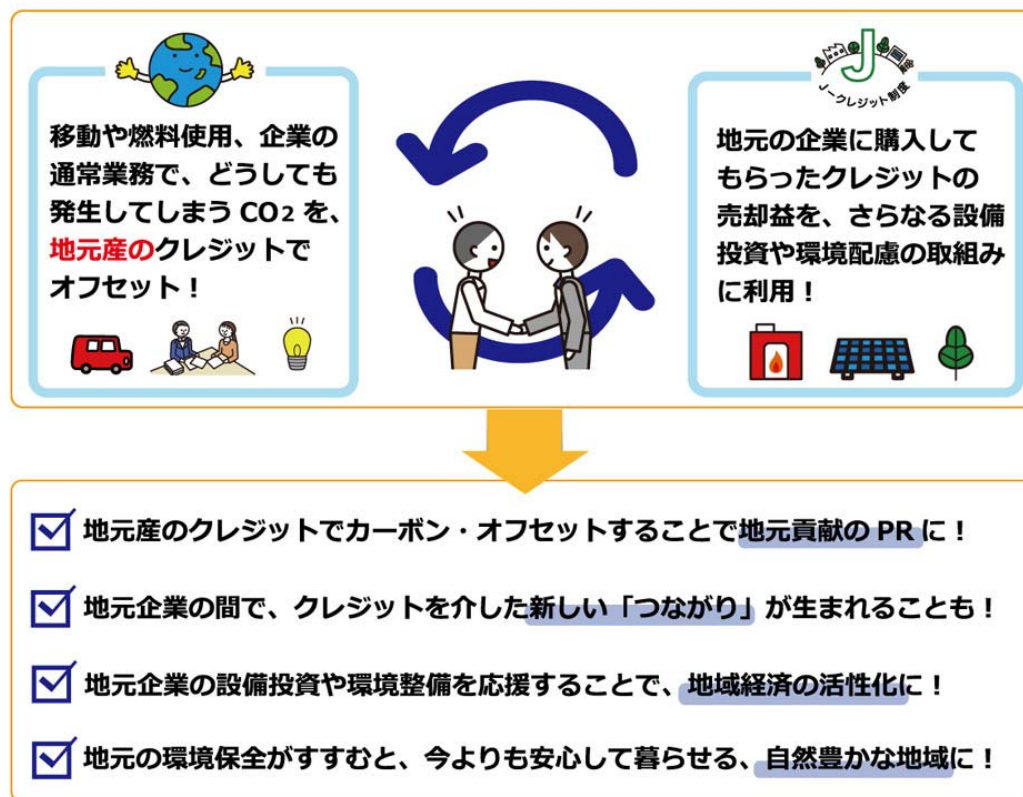 移動や燃料使用、企業の
通常業務で、どうしても
発生してしまう CO2 を、
地元産のクレジットで
オフセット！
J
J－クレジット制度
地元の企業に購入して
もらったクレジットの
売却益を、さらなる設備
投資や環境配慮の取組み
に利用！
地元産のクレジットでカーボン・オフセットすることで地元貢献の PR に！
地元企業の間で、クレジットを介した新しい「つながり」が生まれることも！
地元企業の設備投資や環境整備を応援することで、地域経済の活性化に！
地元の環境保全がすすむと、今よりも安心して暮らせる、自然豊かな地域に！